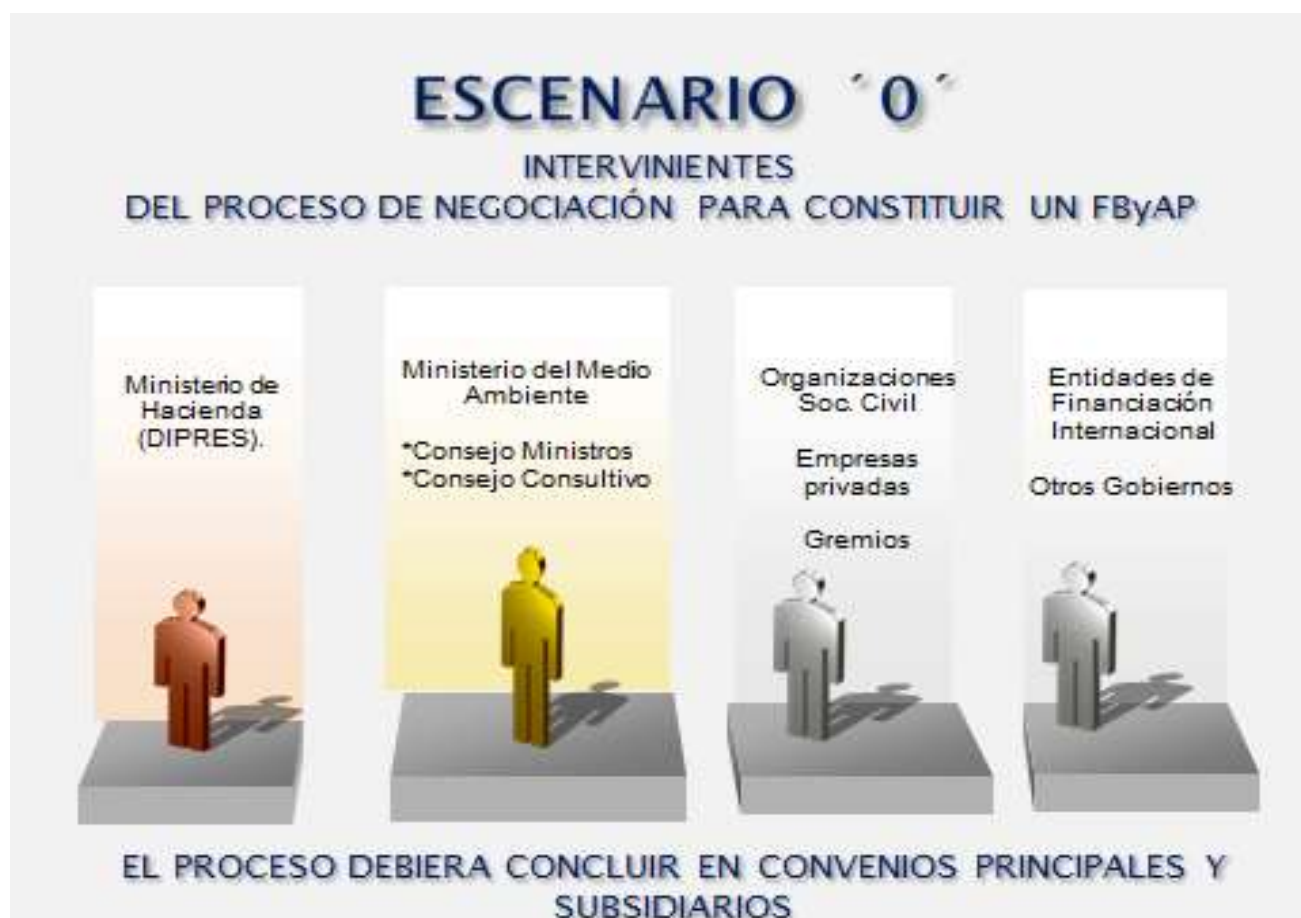 ESCENARIO ´0´
INTERVINIENTES
DEL PROCESO DE NEGOCIACIÓN PARA CONSTITUIR UN FByAP
Ministerio de
Hacienda
(DIPRES).
Ministerio del Medio
Ambiente
*Consejo Ministros
*Consejo Consultivo
Organizaciones
Soc. Civil
Empresas
privadas
Gremios
Entidades de
Financiación
Internacional
Otros Gobiernos
EL PROCESO DEBIERA CONCLUIR EN CONVENIOS PRINCIPALES Y
SUBSIDIARIOS